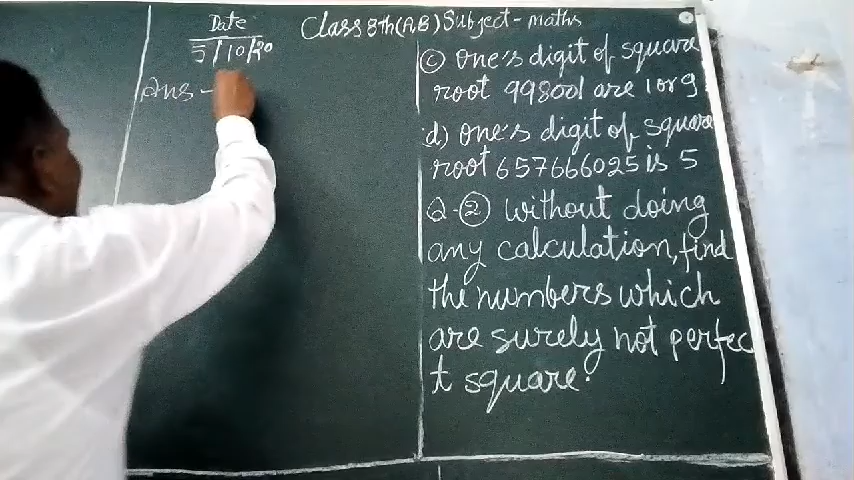 Date
5/10/20
Class 8th(A,B) Subject - maths
Ans -
(c) one's digit of square
root 998001 are 1 or 9
d) one's digit of square
root 657666025 is 5
Q-(2) without doing
any calculation, find
the numbers which
are surely not perfec
t square.